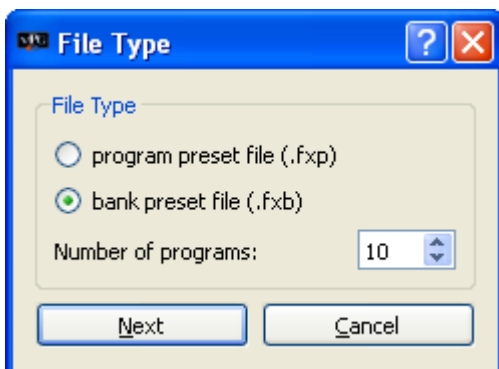 File Type
File Type
program preset file (.fxp)
bank preset file (.fxb)
Number of programs: 10
Next Cancel